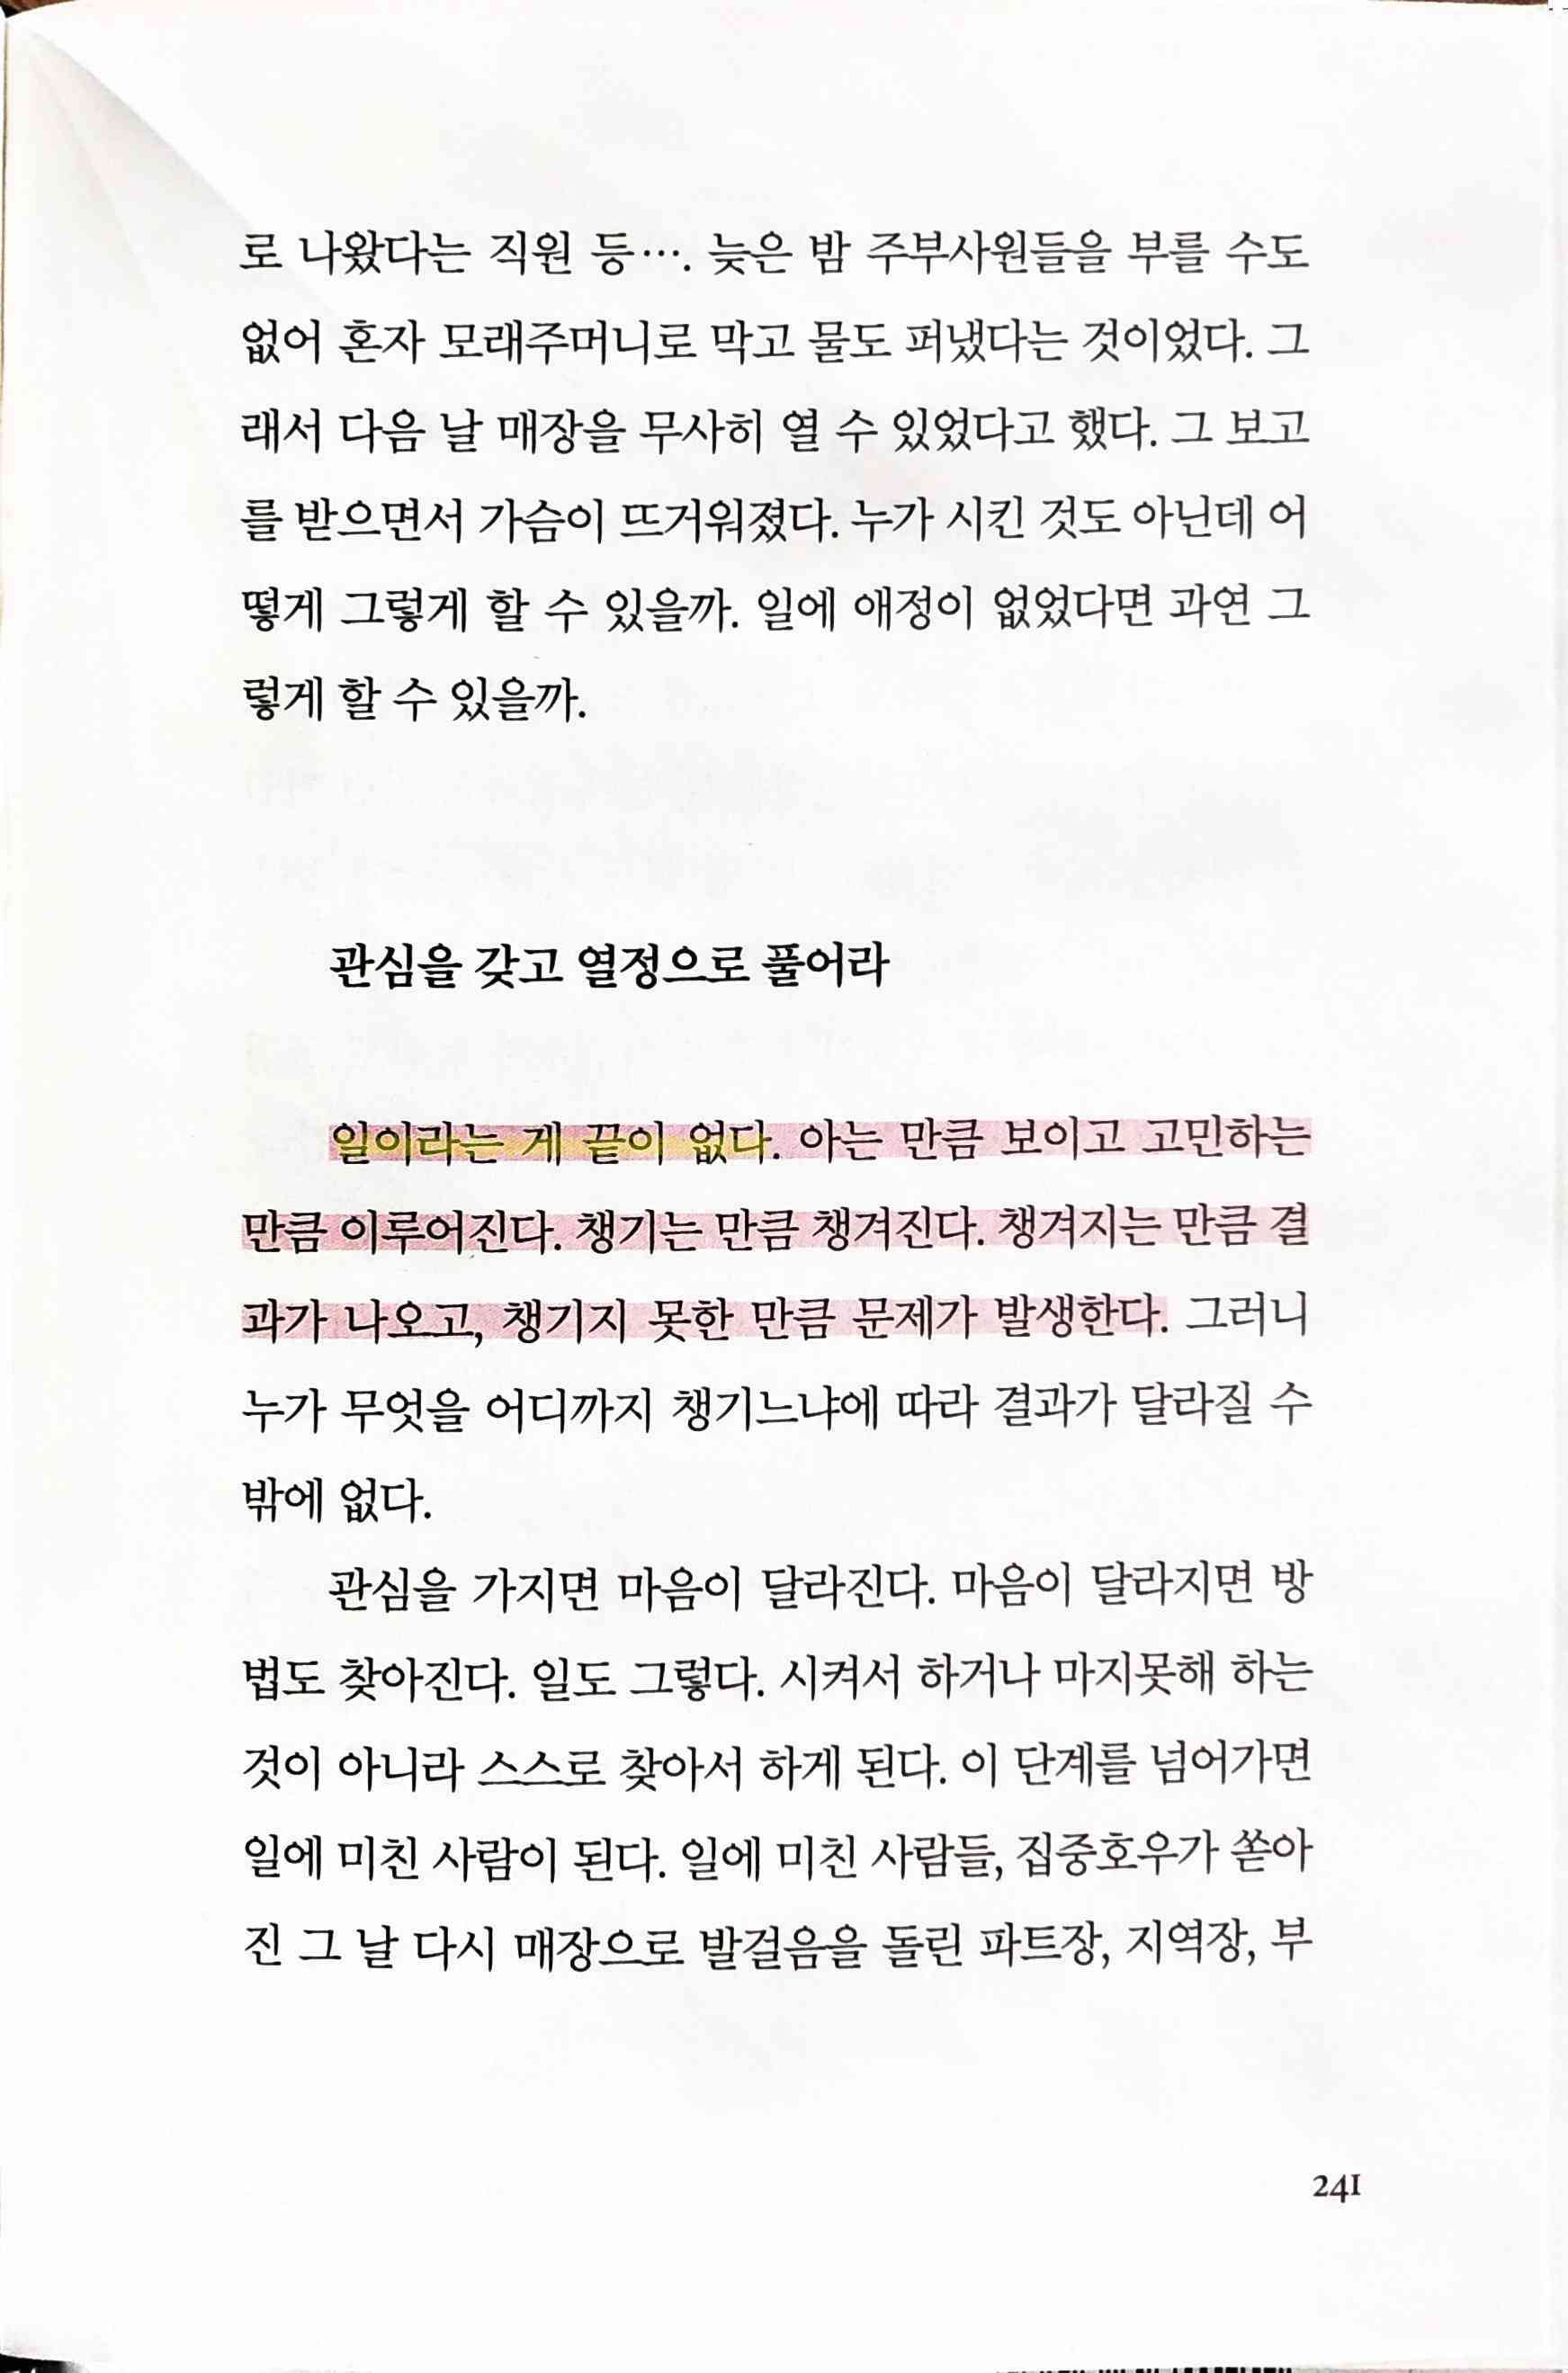 로 나왔다는 직원 등…. 늦은 밤 주부사원들을 부를 수도
없어 혼자 모래주머니로 막고 물도 퍼냈다는 것이었다. 그
래서 다음 날 매장을 무사히 열 수 있었다고 했다. 그 보고
를 받으면서 가슴이 뜨거워졌다. 누가 시킨 것도 아닌데 어
떻게 그렇게 할 수 있을까. 일에 애정이 없었다면 과연 그
렇게 할 수 있을까.
관심을 갖고 열정으로 풀어라
일이라는 게 끝이 없다. 아는 만큼 보이고 고민하는
만큼 이루어진다. 챙기는 만큼 챙겨진다. 챙겨지는 만큼 결
과가 나오고, 챙기지 못한 만큼 문제가 발생한다. 그러니
누가 무엇을 어디까지 챙기느냐에 따라 결과가 달라질 수
밖에 없다.
관심을 가지면 마음이 달라진다. 마음이 달라지면 방
법도 찾아진다. 일도 그렇다. 시켜서 하거나 마지못해 하는
것이 아니라 스스로 찾아서 하게 된다. 이 단계를 넘어가면
일에 미친 사람이 된다. 일에 미친 사람들, 집중호우가 쏟아
진 그 날 다시 매장으로 발걸음을 돌린 파트장, 지역장, 부
241